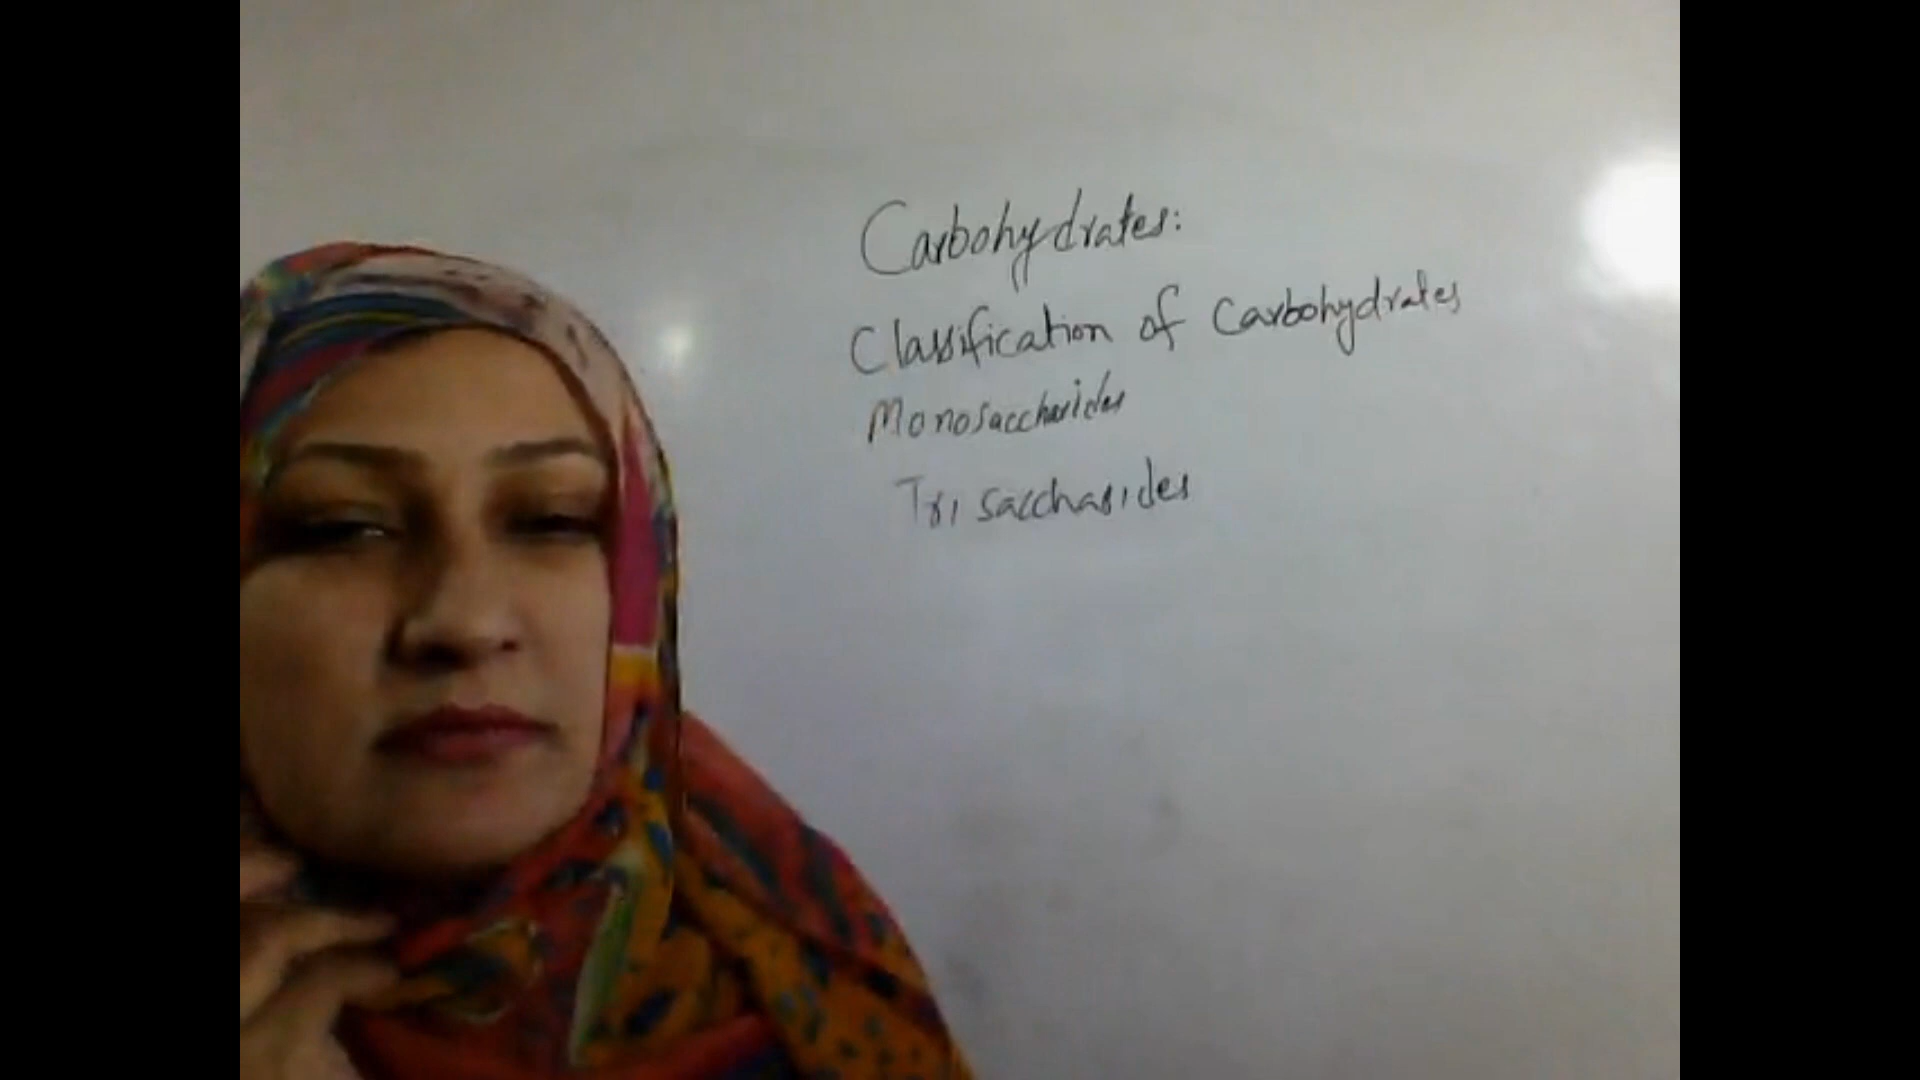 Carbohydrates:
Classification of Carbohydrates
Monosaccharides
Trisaccharides